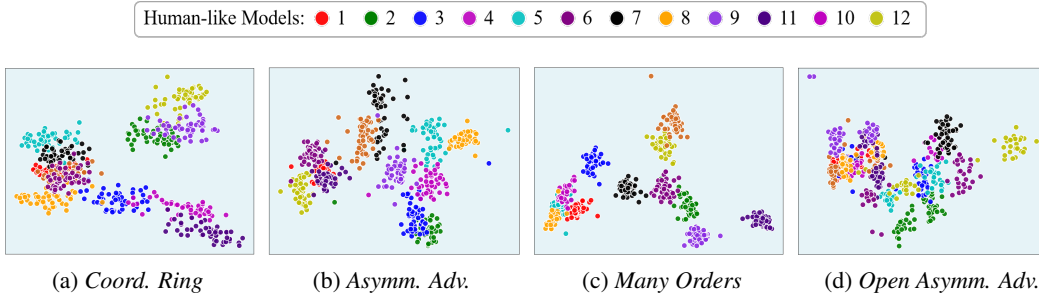 Human-like Models: 1 2 3 4 5 6 7 8 9 11 10 12
(a) Coord. Ring (b) Asymm. Adv. (c) Many Orders (d) Open Asymm. Adv.